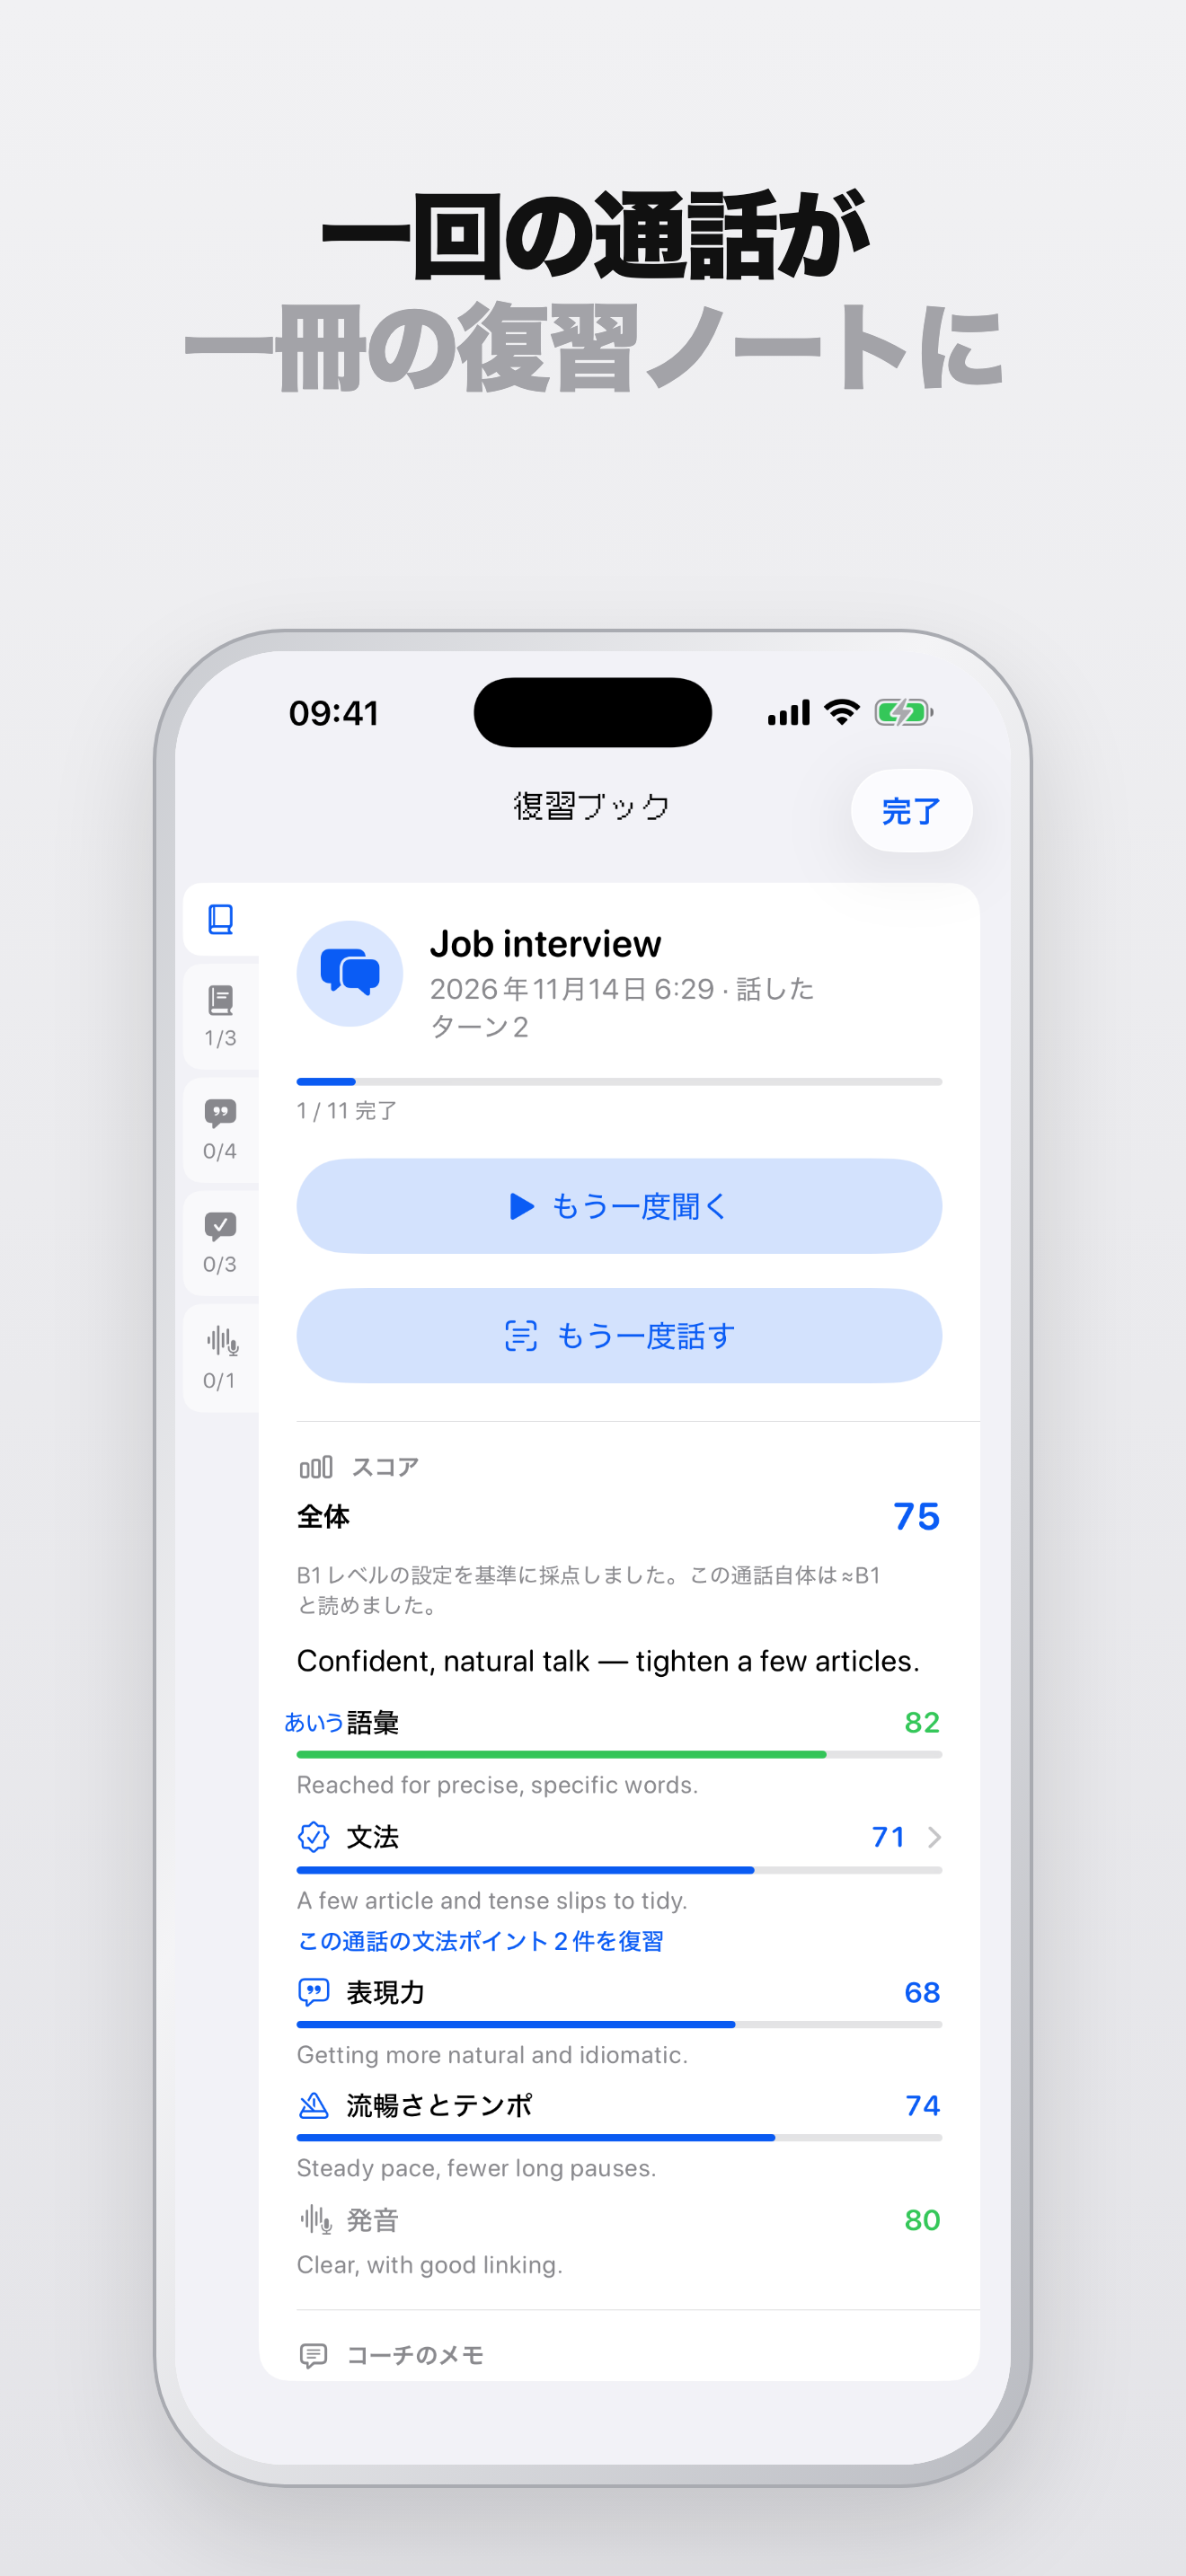 一回の通話が
一冊の復習ノートに
09:41
復習ブック
完了
Job interview
2026年11月14日 6:29 · 話した
ターン2
1/3
0/4
0/3
0/1
1 / 11 完了
もう一度聞く
もう一度話す
スコア
全体 75
B1レベルの設定を基準に採点しました。この通話自体は≈B1
と読めました。
Confident, natural talk — tighten a few articles.
あいう 語彙 82
Reached for precise, specific words.
文法 71
A few article and tense slips to tidy.
この通話の文法ポイント2件を復習
表現力 68
Getting more natural and idiomatic.
流暢さとテンポ 74
Steady pace, fewer long pauses.
発音 80
Clear, with good linking.
コーチのメモ